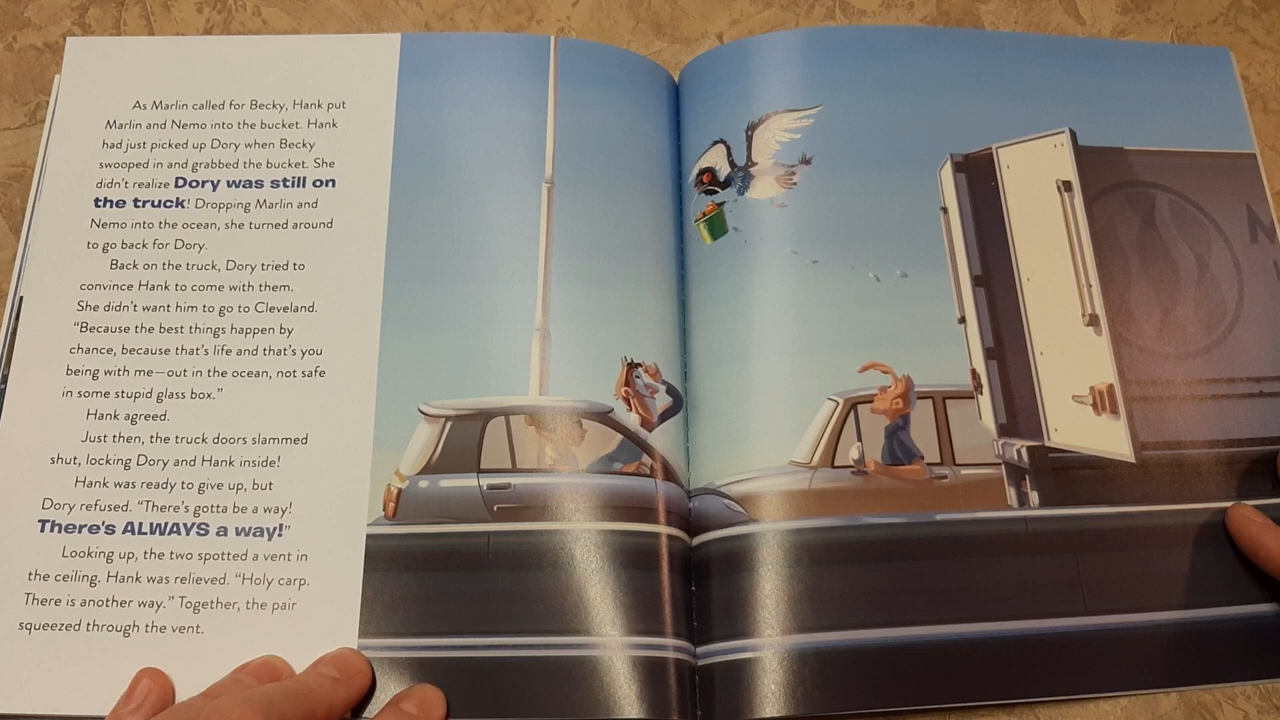 As Marlin called for Becky, Hank put
Marlin and Nemo into the bucket. Hank
had just picked up Dory when Becky
swooped in and grabbed the bucket. She
didn't realize Dory was still on
the truck! Dropping Marlin and
Nemo into the ocean, she turned around
to go back for Dory.
Back on the truck, Dory tried to
convince Hank to come with them.
She didn't want him to go to Cleveland.
“Because the best things happen by
chance, because that's life and that's you
being with me—out in the ocean, not safe
in some stupid glass box.”
Hank agreed.
Just then, the truck doors slammed
shut, locking Dory and Hank inside!
Hank was ready to give up, but
Dory refused. “There's gotta be a way!
There's ALWAYS a way!”
Looking up, the two spotted a vent in
the ceiling. Hank was relieved. “Holy carp.
There is another way.” Together, the pair
squeezed through the vent.